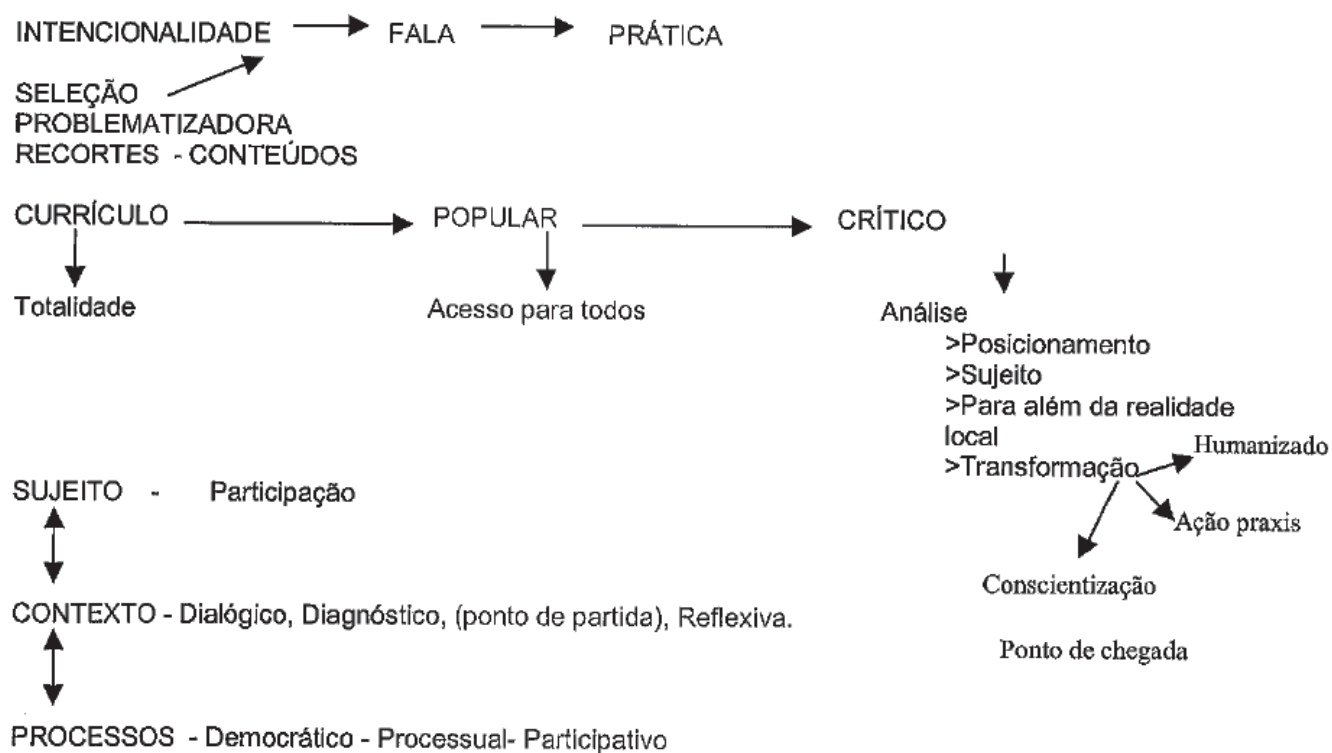 INTENCIONALIDADE FALA PRÁTICA
SELEÇÃO
PROBLEMATIZADORA
RECORTES - CONTEÚDOS
CURRÍCULO POPULAR CRÍTICO
Totalidade Acesso para todos Análise
>Posicionamento
>Sujeito
>Para além da realidade
local
>Transformação Humanizado
Ação praxis
Conscientização
Ponto de chegada
SUJEITO - Participação
CONTEXTO - Dialógico, Diagnóstico, (ponto de partida), Reflexiva.
PROCESSOS - Democrático - Processual- Participativo